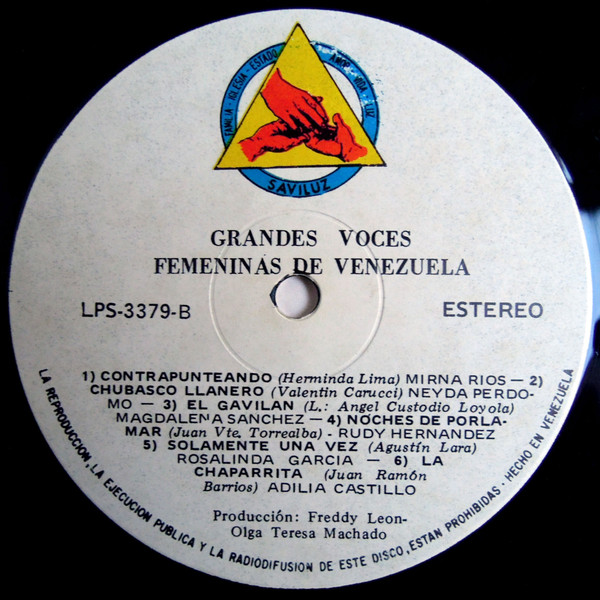 FAMILIA · IGLESIA · ESTADO
AMOR · VIDA · LUZ
SAVILUZ
GRANDES VOCES
FEMENINAS DE VENEZUELA
LPS-3379-B
ESTEREO
1) CONTRAPUNTEANDO (Herminda Lima) MIRNA RIOS — 2)
CHUBASCO LLANERO (Valentin Carucci) NEYDA PERDO-
MO — 3) EL GAVILAN (L.: Angel Custodio Loyola)
MAGDALENA SANCHEZ — 4) NOCHES DE PORLA-
MAR (Juan Vte. Torrealba) - RUDY HERNANDEZ
5) SOLAMENTE UNA VEZ (Agustín Lara)
ROSALINDA GARCIA — 6) LA
CHAPARRITA (Juan Ramón
Barrios) ADILIA CASTILLO
Producción: Freddy Leon-
Olga Teresa Machado
LA REPRODUCCION, LA EJECUCION PUBLICA Y LA RADIODIFUSION DE ESTE DISCO, ESTAN PROHIBIDAS · HECHO EN VENEZUELA